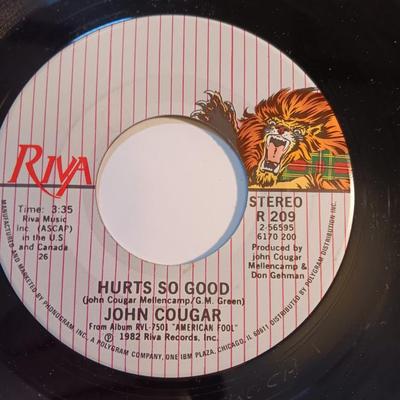 RIVA
STEREO
R 209
2-56595
6170 200
Produced by
john Cougar
Mellencamp &
Don Gehman
Time: 3:35
Riva Music
inc. (ASCAP)
in the U.S
and Canada
26
HURTS SO GOOD
(john Cougar Mellencamp/G.M. Green)
JOHN COUGAR
From Album RVL-7501 "AMERICAN FOOL"
Ⓟ 1982 Riva Records, Inc.
MANUFACTURED AND MARKETED BY PHONOGRAM INC. A POLYGRAM COMPANY, ONE IBM PLAZA, CHICAGO, IL 60611 DISTRIBUTED BY POLYGRAM DISTRIBUTION INC.